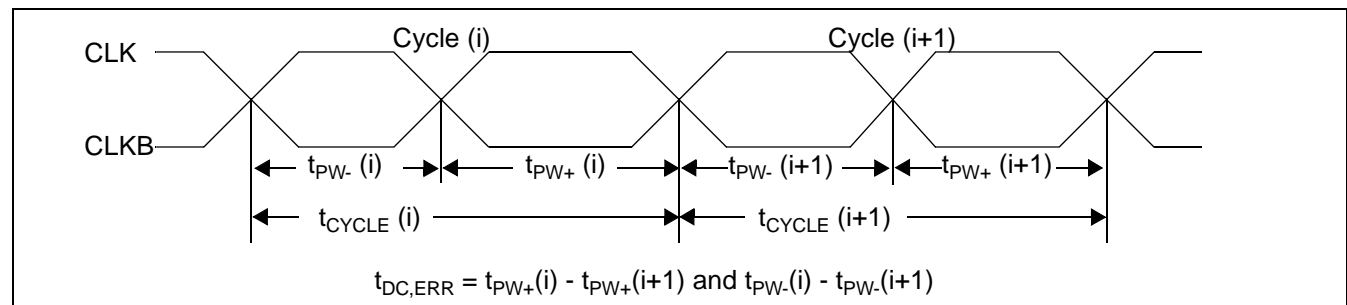 Cycle (i) Cycle (i+1)
CLK
CLKB
tPW- (i) tPW+ (i) tPW- (i+1) tPW+ (i+1)
tCYCLE (i) tCYCLE (i+1)
tDC,ERR = tPW+(i) - tPW+(i+1) and tPW-(i) - tPW-(i+1)